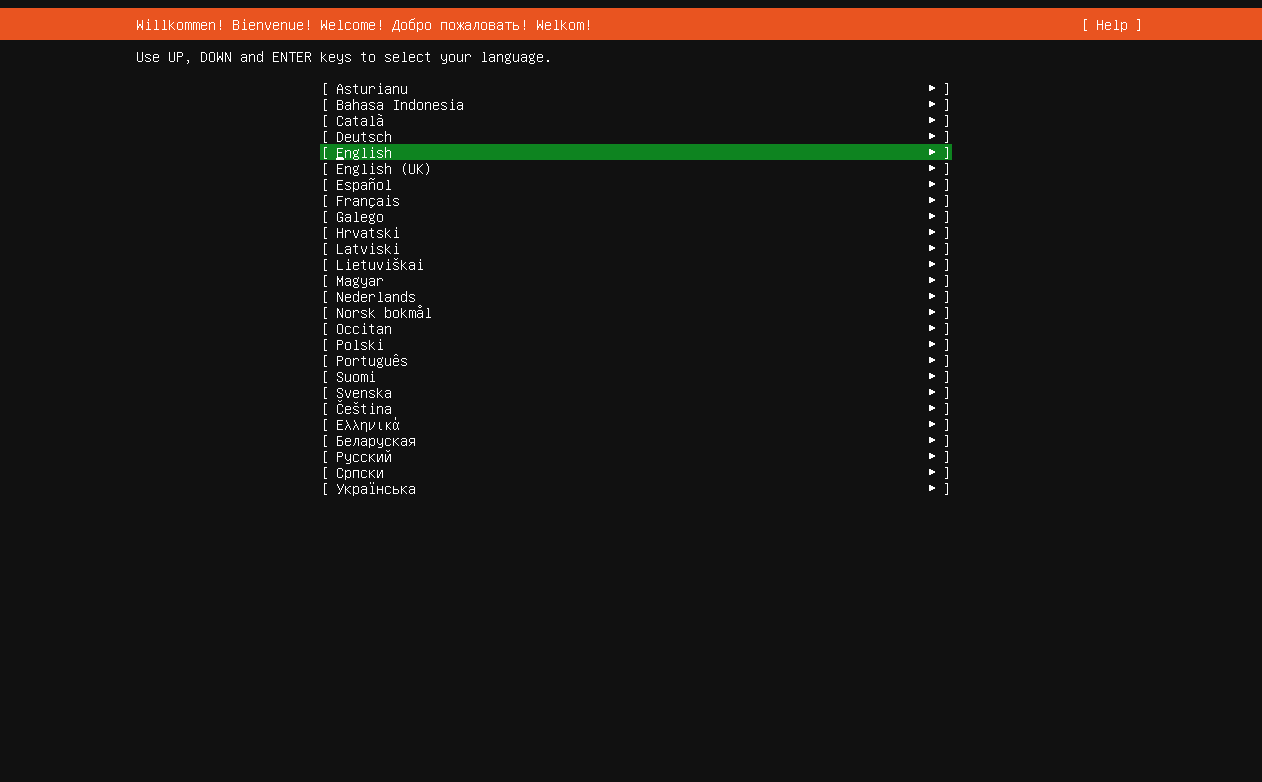 Willkommen! Bienvenue! Welcome! Добро пожаловать! Welkom! [ Help ]
Use UP, DOWN and ENTER keys to select your language.
[ Asturianu ► ]
[ Bahasa Indonesia ► ]
[ Català ► ]
[ Deutsch ► ]
[ English ► ]
[ English (UK) ► ]
[ Español ► ]
[ Français ► ]
[ Galego ► ]
[ Hrvatski ► ]
[ Latviski ► ]
[ Lietuviškai ► ]
[ Magyar ► ]
[ Nederlands ► ]
[ Norsk bokmål ► ]
[ Occitan ► ]
[ Polski ► ]
[ Português ► ]
[ Suomi ► ]
[ Svenska ► ]
[ Čeština ► ]
[ Ελληνικά ► ]
[ Беларуская ► ]
[ Русский ► ]
[ Српски ► ]
[ Українська ► ]